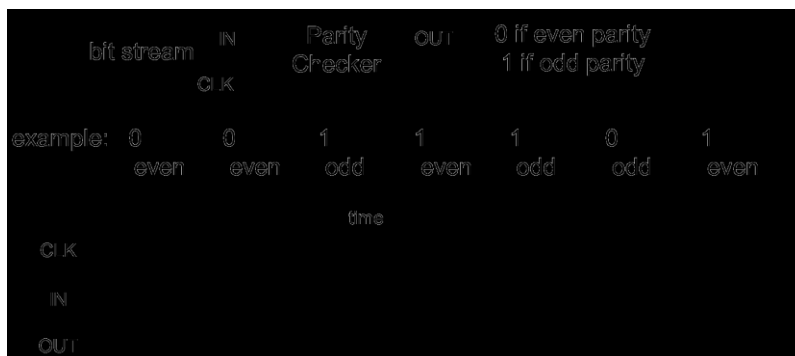 bit stream IN Parity Checker OUT 0 if even parity
CLK 1 if odd parity
example: 0 0 1 1 1 0 1
even even odd even odd odd even
time
CLK
IN
OUT